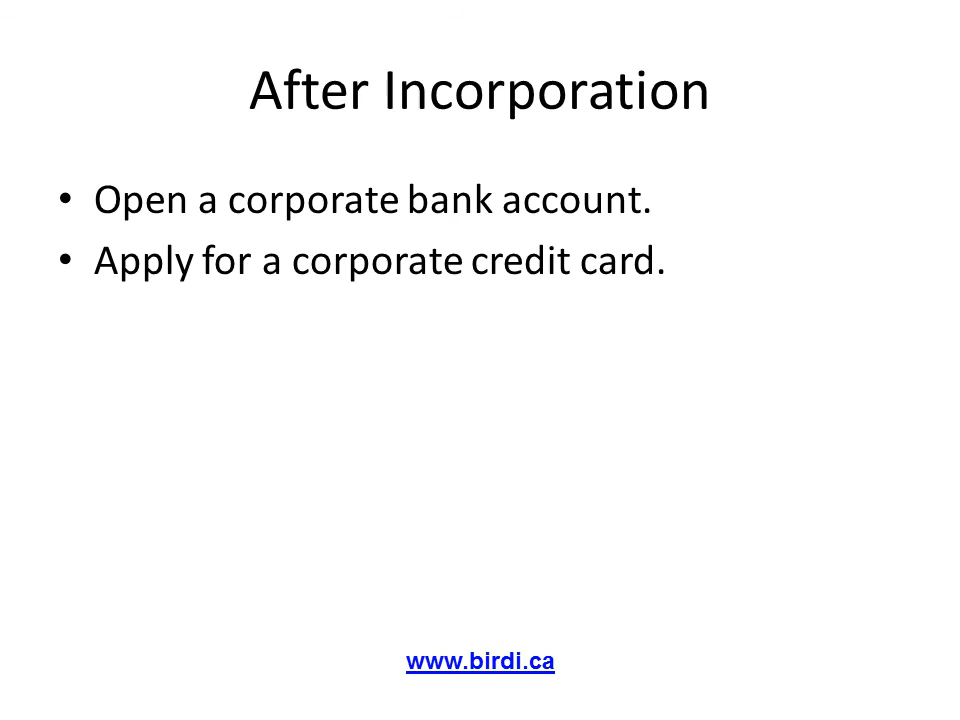 After Incorporation
• Open a corporate bank account.
• Apply for a corporate credit card.
www.birdi.ca